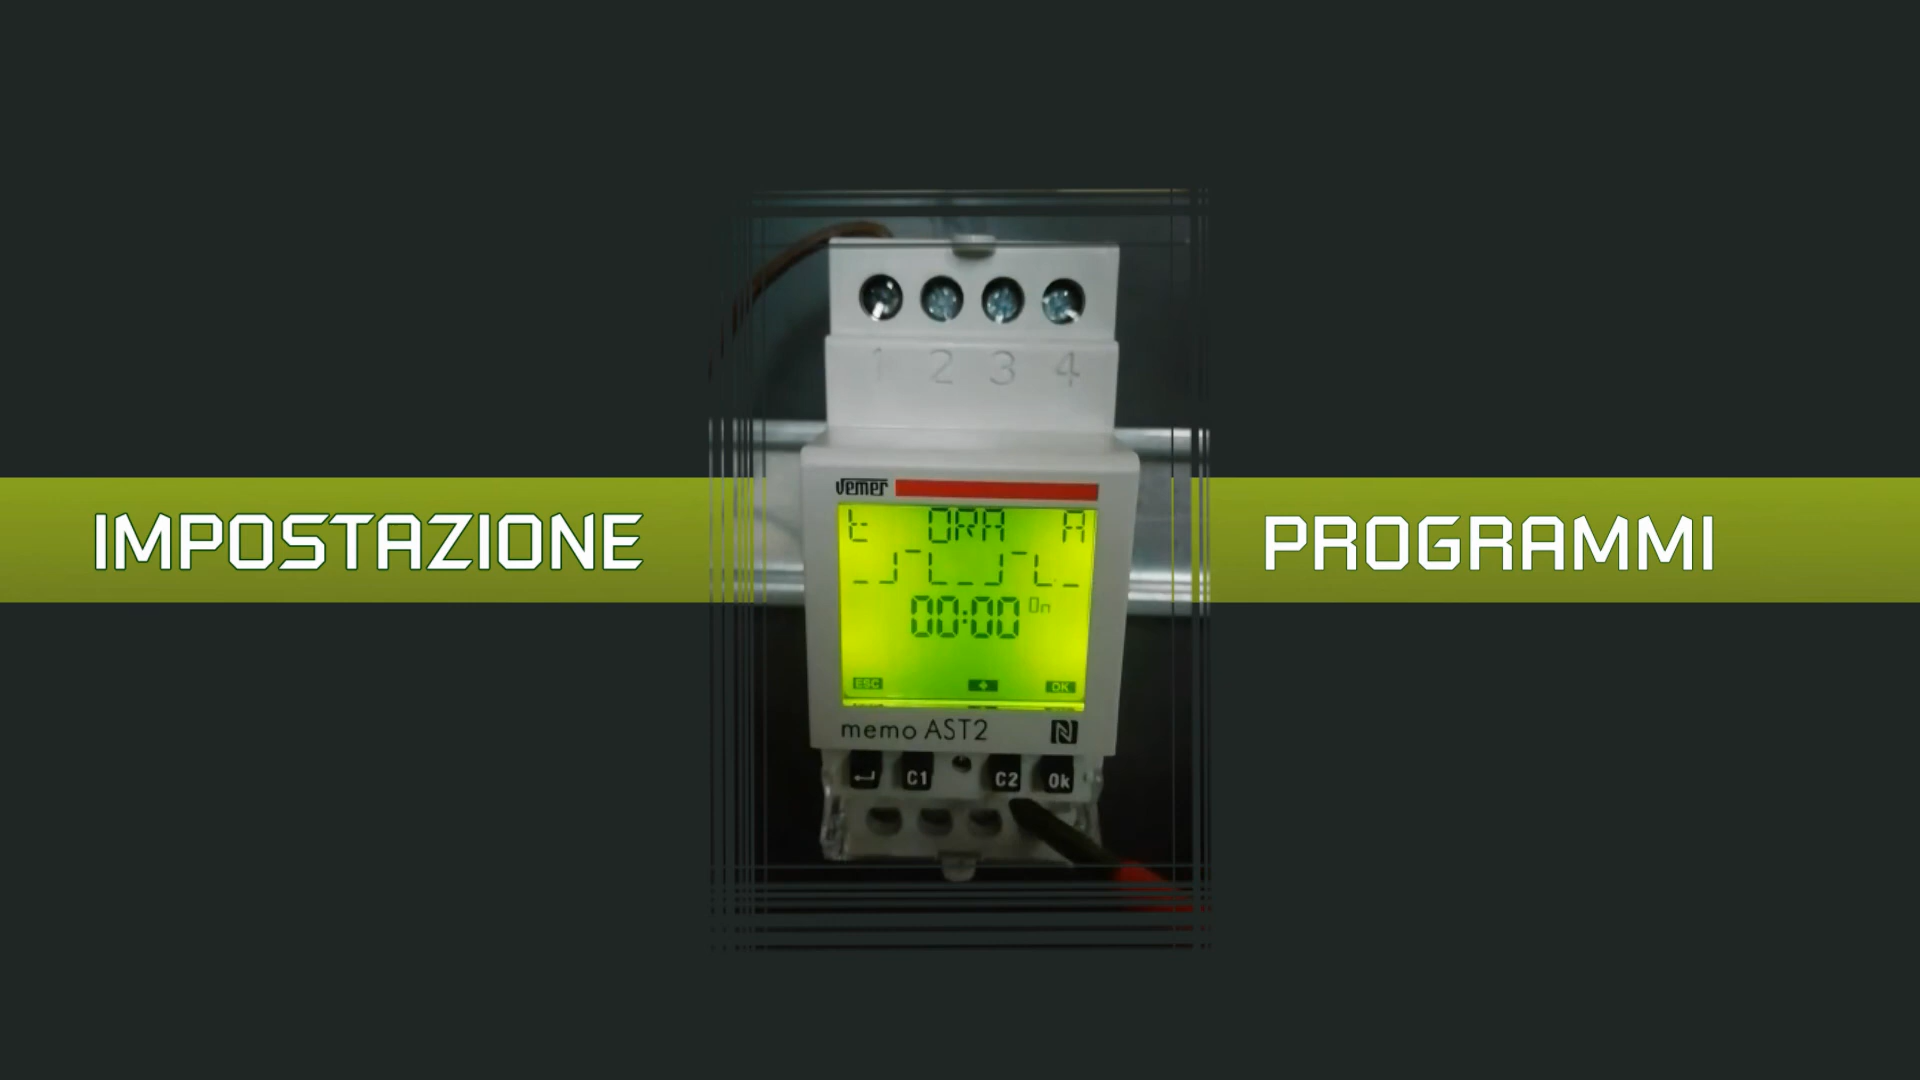 IMPOSTAZIONE
PROGRAMMI
1 2 3 4
Vemer
t ORA A
00:00 On
ESC + OK
memo AST2
C1 C2 Ok